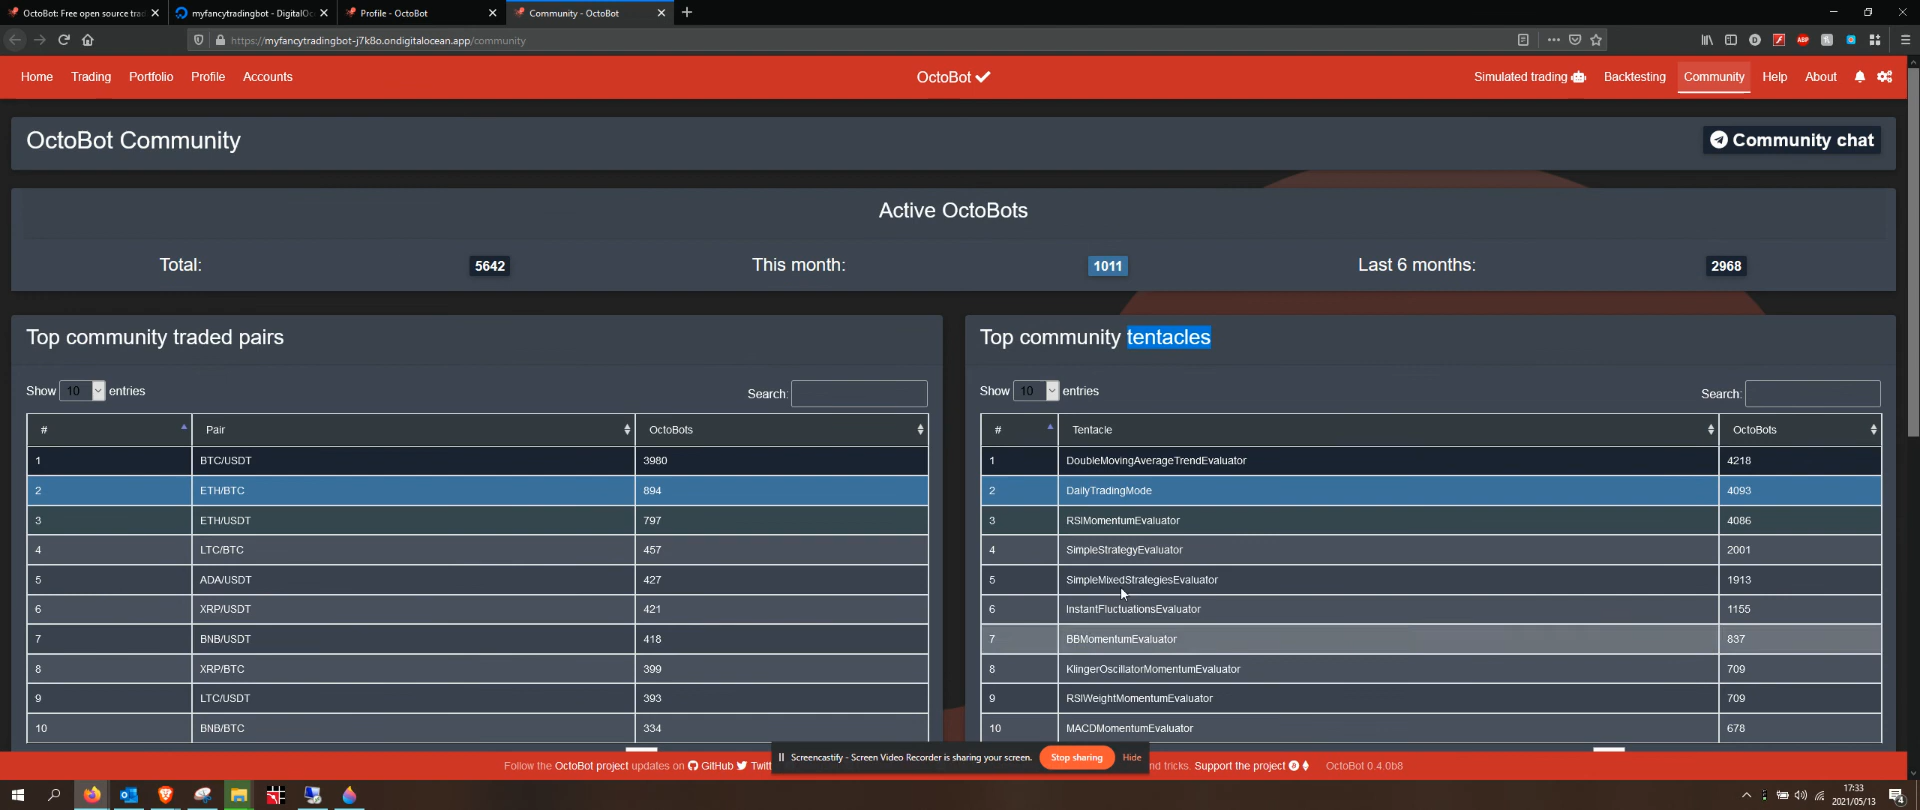 OctoBot: Free open source trad
myfancytradingbot - DigitalOc
Profile - OctoBot
Community - OctoBot
https://myfancytradingbot-j7k8o.ondigitalocean.app/community
Home Trading Portfolio Profile Accounts
OctoBot
Simulated trading Backtesting Community Help About
OctoBot Community
Community chat
Active OctoBots
Total: 5642
This month: 1011
Last 6 months: 2968
Top community traded pairs
Show 10 entries
Search:
# Pair OctoBots
1 BTC/USDT 3980
2 ETH/BTC 894
3 ETH/USDT 797
4 LTC/BTC 457
5 ADA/USDT 427
6 XRP/USDT 421
7 BNB/USDT 418
8 XRP/BTC 399
9 LTC/USDT 393
10 BNB/BTC 334
Top community tentacles
Show 10 entries
Search:
# Tentacle OctoBots
1 DoubleMovingAverageTrendEvaluator 4218
2 DailyTradingMode 4093
3 RSIMomentumEvaluator 4086
4 SimpleStrategyEvaluator 2001
5 SimpleMixedStrategiesEvaluator 1913
6 InstantFluctuationsEvaluator 1155
7 BBMomentumEvaluator 837
8 KlingerOscillatorMomentumEvaluator 709
9 RSIWeightMomentumEvaluator 709
10 MACDMomentumEvaluator 678
Follow the OctoBot project updates on GitHub Twitt
Screencastify - Screen Video Recorder is sharing your screen. Stop sharing Hide
nd tricks. Support the project OctoBot 0.4.0b8
17:33
2021/05/13
4